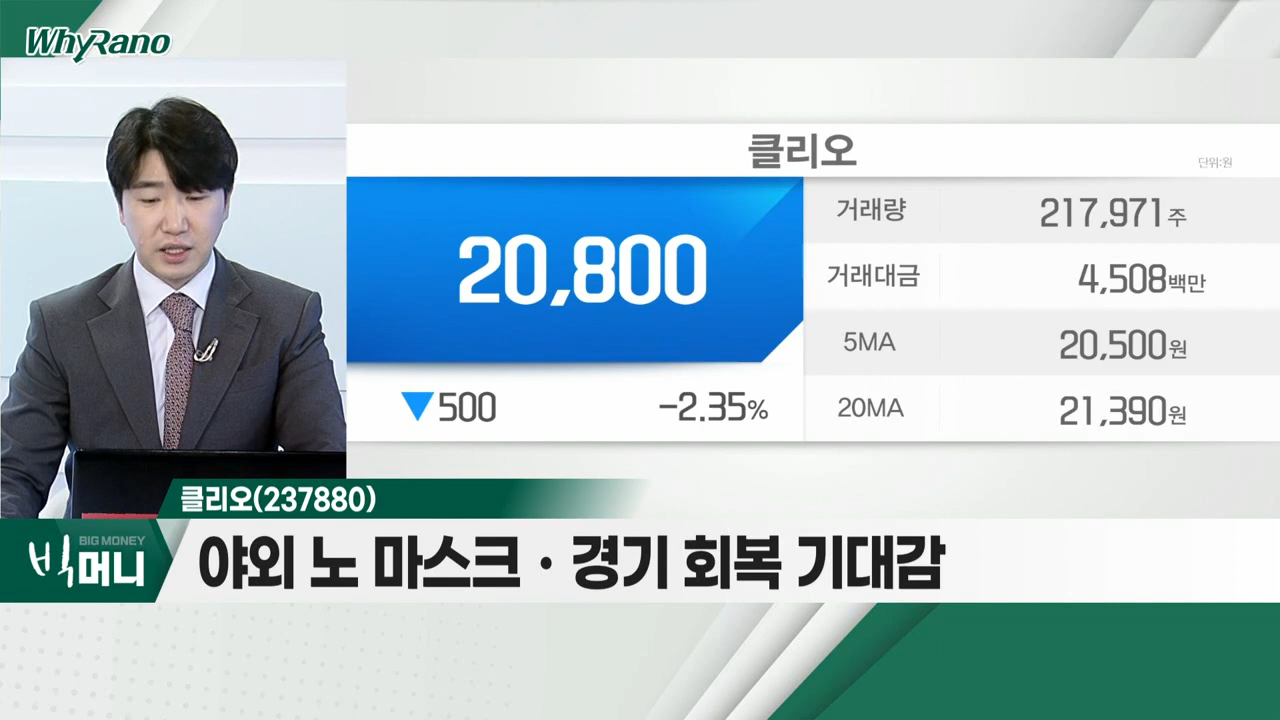 WhyRano
클리오
단위:원
20,800
▼500 -2.35%
거래량 217,971주
거래대금 4,508백만
5MA 20,500원
20MA 21,390원
클리오(237880)
BIG MONEY
빅머니
야외 노 마스크·경기 회복 기대감